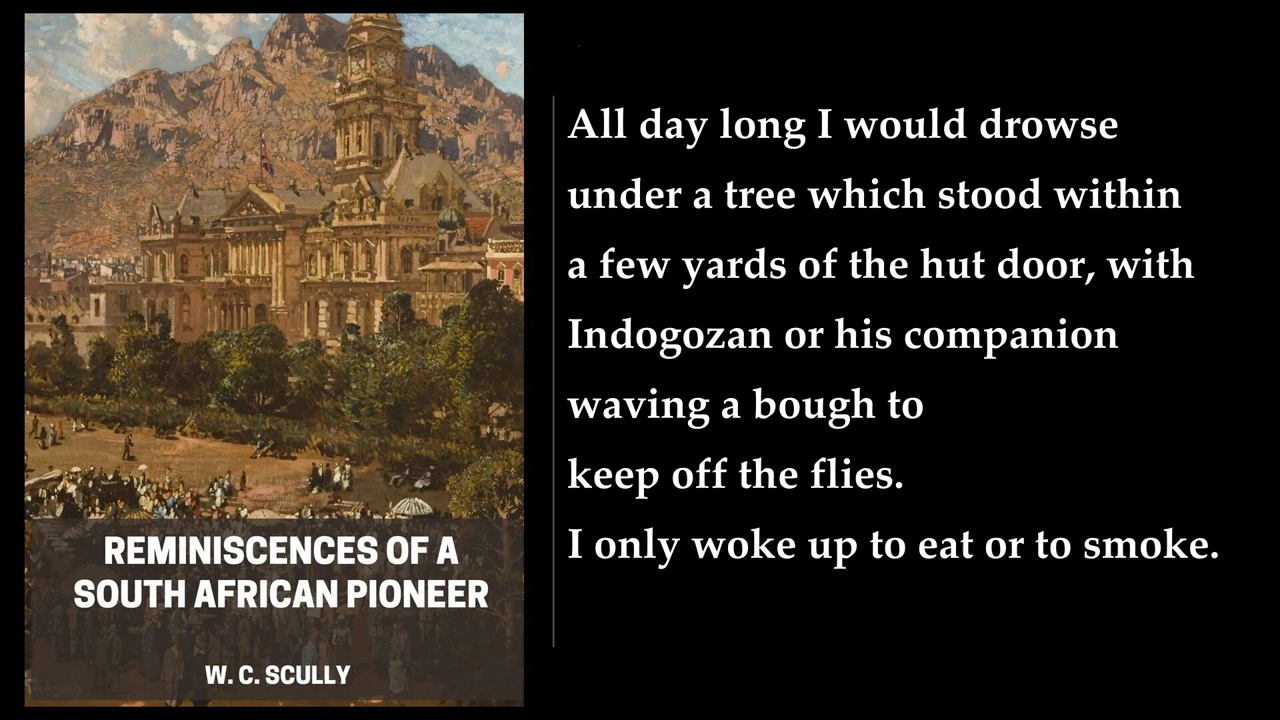 REMINISCENCES OF A
SOUTH AFRICAN PIONEER
W. C. SCULLY
All day long I would drowse
under a tree which stood within
a few yards of the hut door, with
Indogozan or his companion
waving a bough to
keep off the flies.
I only woke up to eat or to smoke.